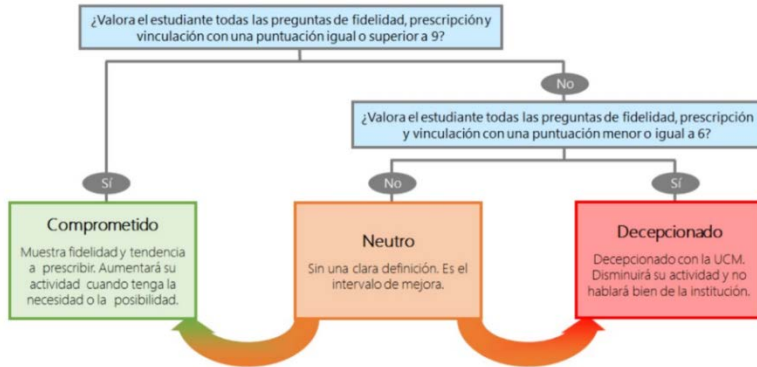 ¿Valora el estudiante todas las preguntas de fidelidad, prescripción y
vinculación con una puntuación igual o superior a 9?
No
¿Valora el estudiante todas las preguntas de fidelidad, prescripción
y vinculación con una puntuación menor o igual a 6?
Sí
No
Sí
Comprometido
Muestra fidelidad y tendencia
a prescribir. Aumentará su
actividad cuando tenga la
necesidad o la posibilidad.
Neutro
Sin una clara definición. Es el
intervalo de mejora.
Decepcionado
Decepcionado con la UCM.
Disminuirá su actividad y no
hablará bien de la institución.